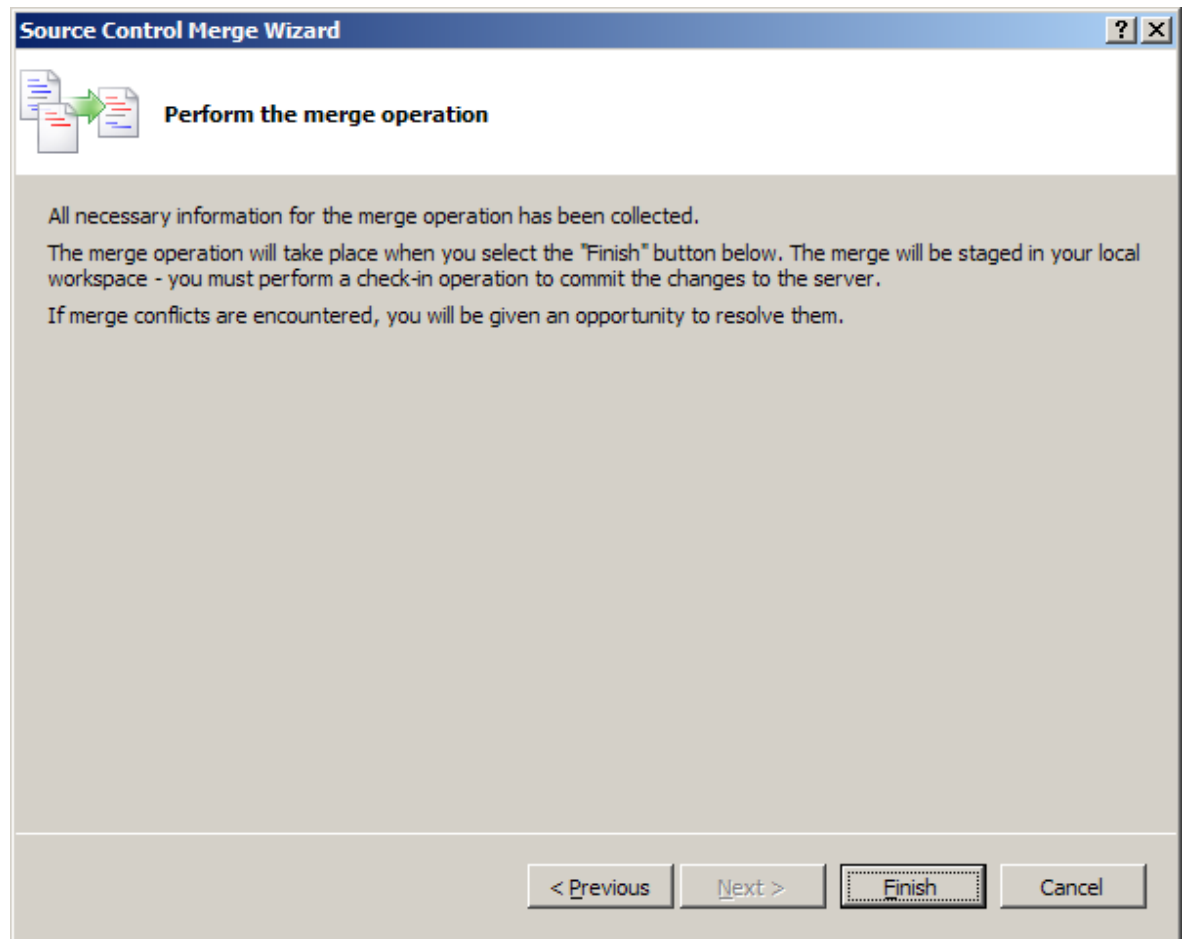 Source Control Merge Wizard
Perform the merge operation
All necessary information for the merge operation has been collected.
The merge operation will take place when you select the "Finish" button below. The merge will be staged in your local
workspace - you must perform a check-in operation to commit the changes to the server.
If merge conflicts are encountered, you will be given an opportunity to resolve them.
< Previous Next > Finish Cancel